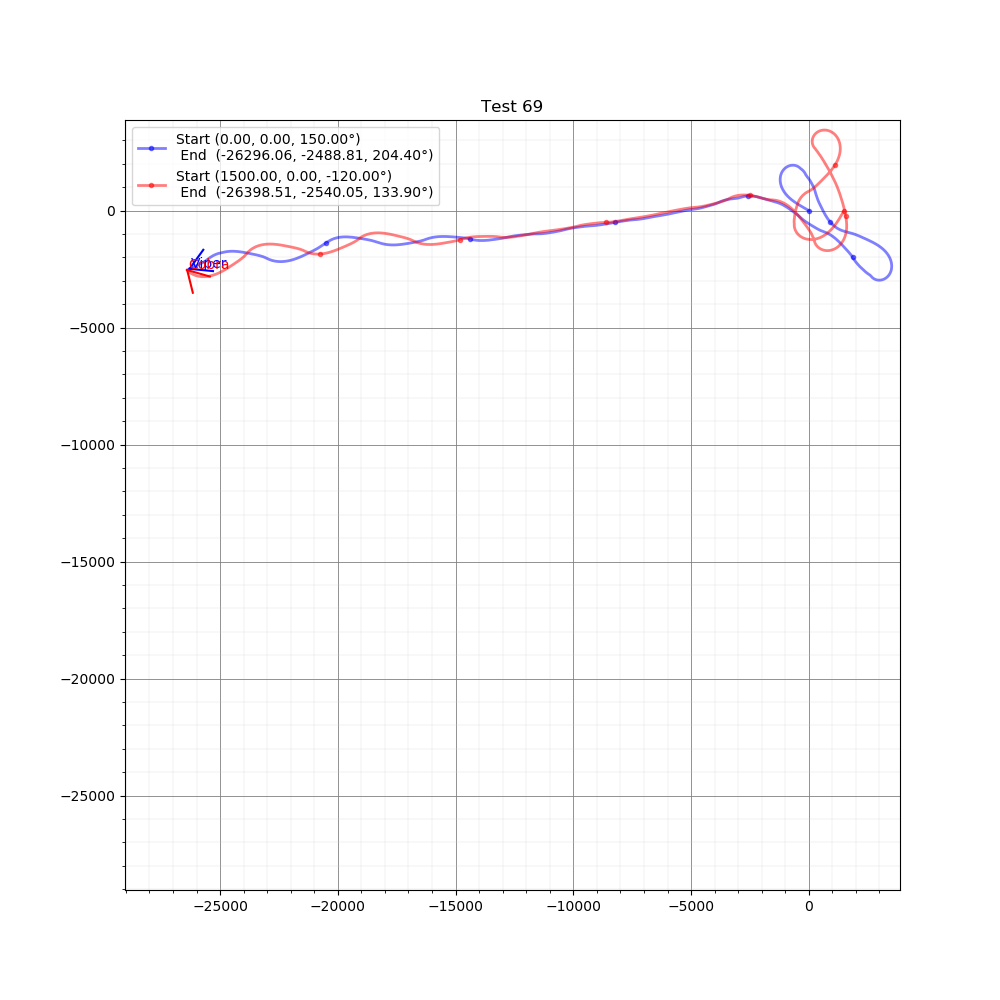 Test 69
Start (0.00, 0.00, 150.00°)
End (-26296.06, -2488.81, 204.40°)
Start (1500.00, 0.00, -120.00°)
End (-26398.51, -2540.05, 133.90°)
0
−5000
−10000
−15000
−20000
−25000
Viper
−25000
−20000
−15000
−10000
−5000
0